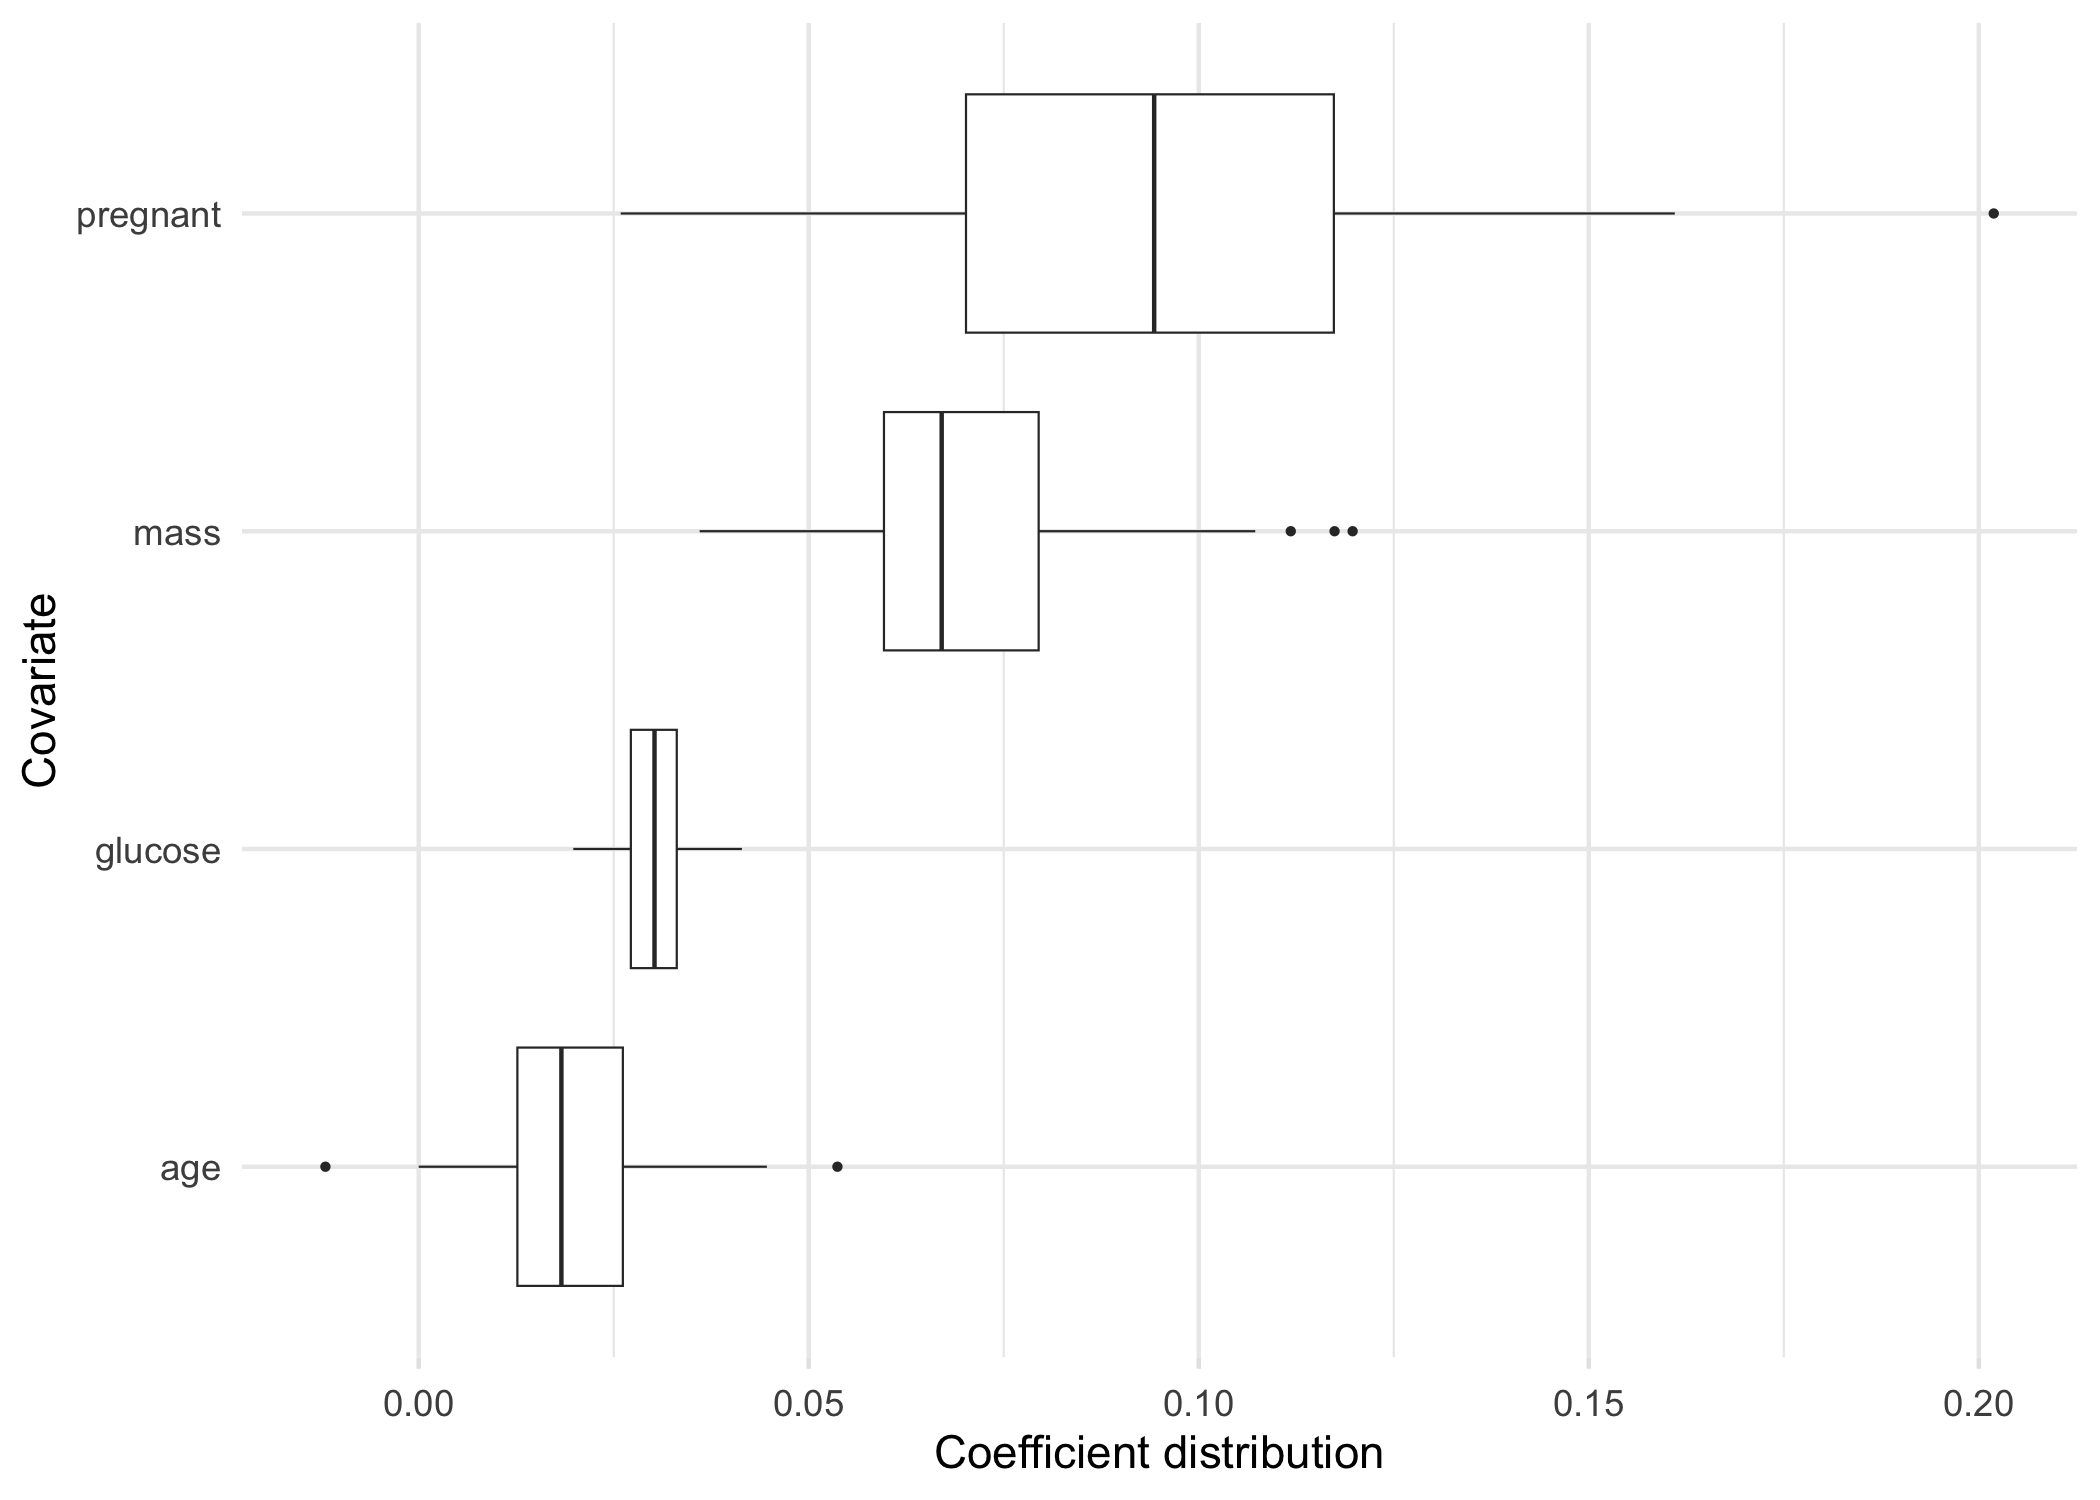 pregnant
mass
glucose
age
Covariate
0.00 0.05 0.10 0.15 0.20
Coefficient distribution